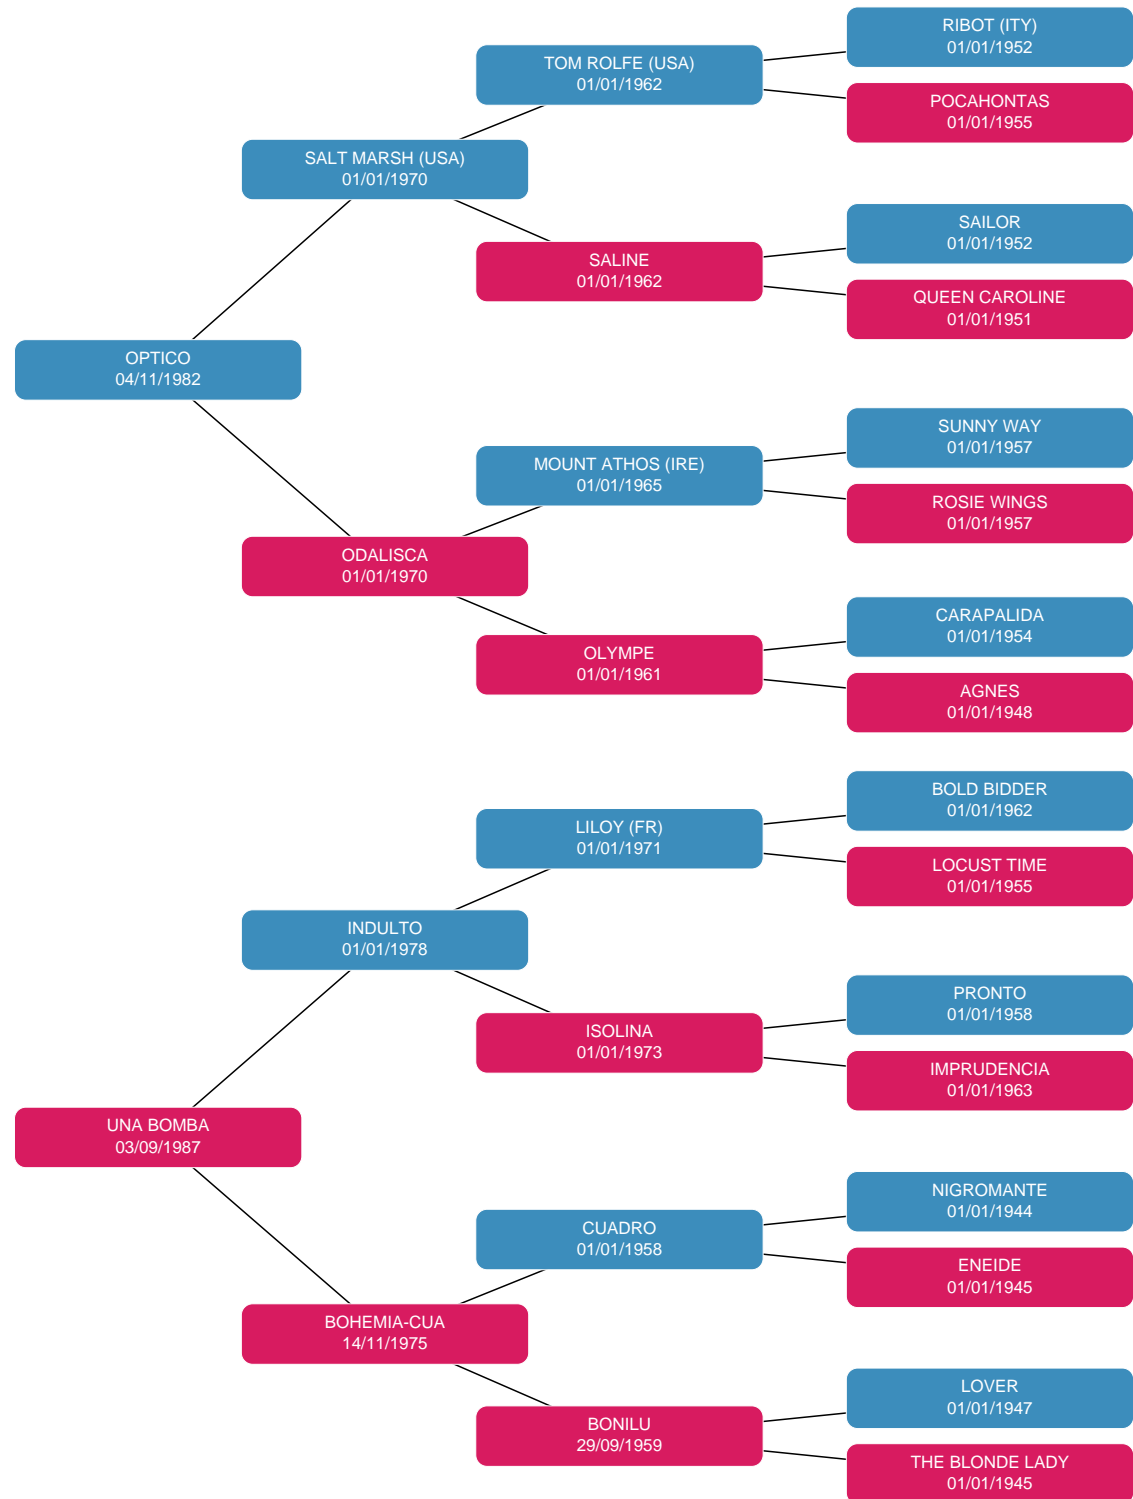 RIBOT (ITY)
01/01/1952
TOM ROLFE (USA)
01/01/1962
POCAHONTAS
01/01/1955
SALT MARSH (USA)
01/01/1970
SAILOR
01/01/1952
SALINE
01/01/1962
QUEEN CAROLINE
01/01/1951
OPTICO
04/11/1982
SUNNY WAY
01/01/1957
MOUNT ATHOS (IRE)
01/01/1965
ROSIE WINGS
01/01/1957
ODALISCA
01/01/1970
CARAPALIDA
01/01/1954
OLYMPE
01/01/1961
AGNES
01/01/1948
BOLD BIDDER
01/01/1962
LILOY (FR)
01/01/1971
LOCUST TIME
01/01/1955
INDULTO
01/01/1978
PRONTO
01/01/1958
ISOLINA
01/01/1973
IMPRUDENCIA
01/01/1963
UNA BOMBA
03/09/1987
NIGROMANTE
01/01/1944
CUADRO
01/01/1958
ENEIDE
01/01/1945
BOHEMIA-CUA
14/11/1975
LOVER
01/01/1947
BONILU
29/09/1959
THE BLONDE LADY
01/01/1945